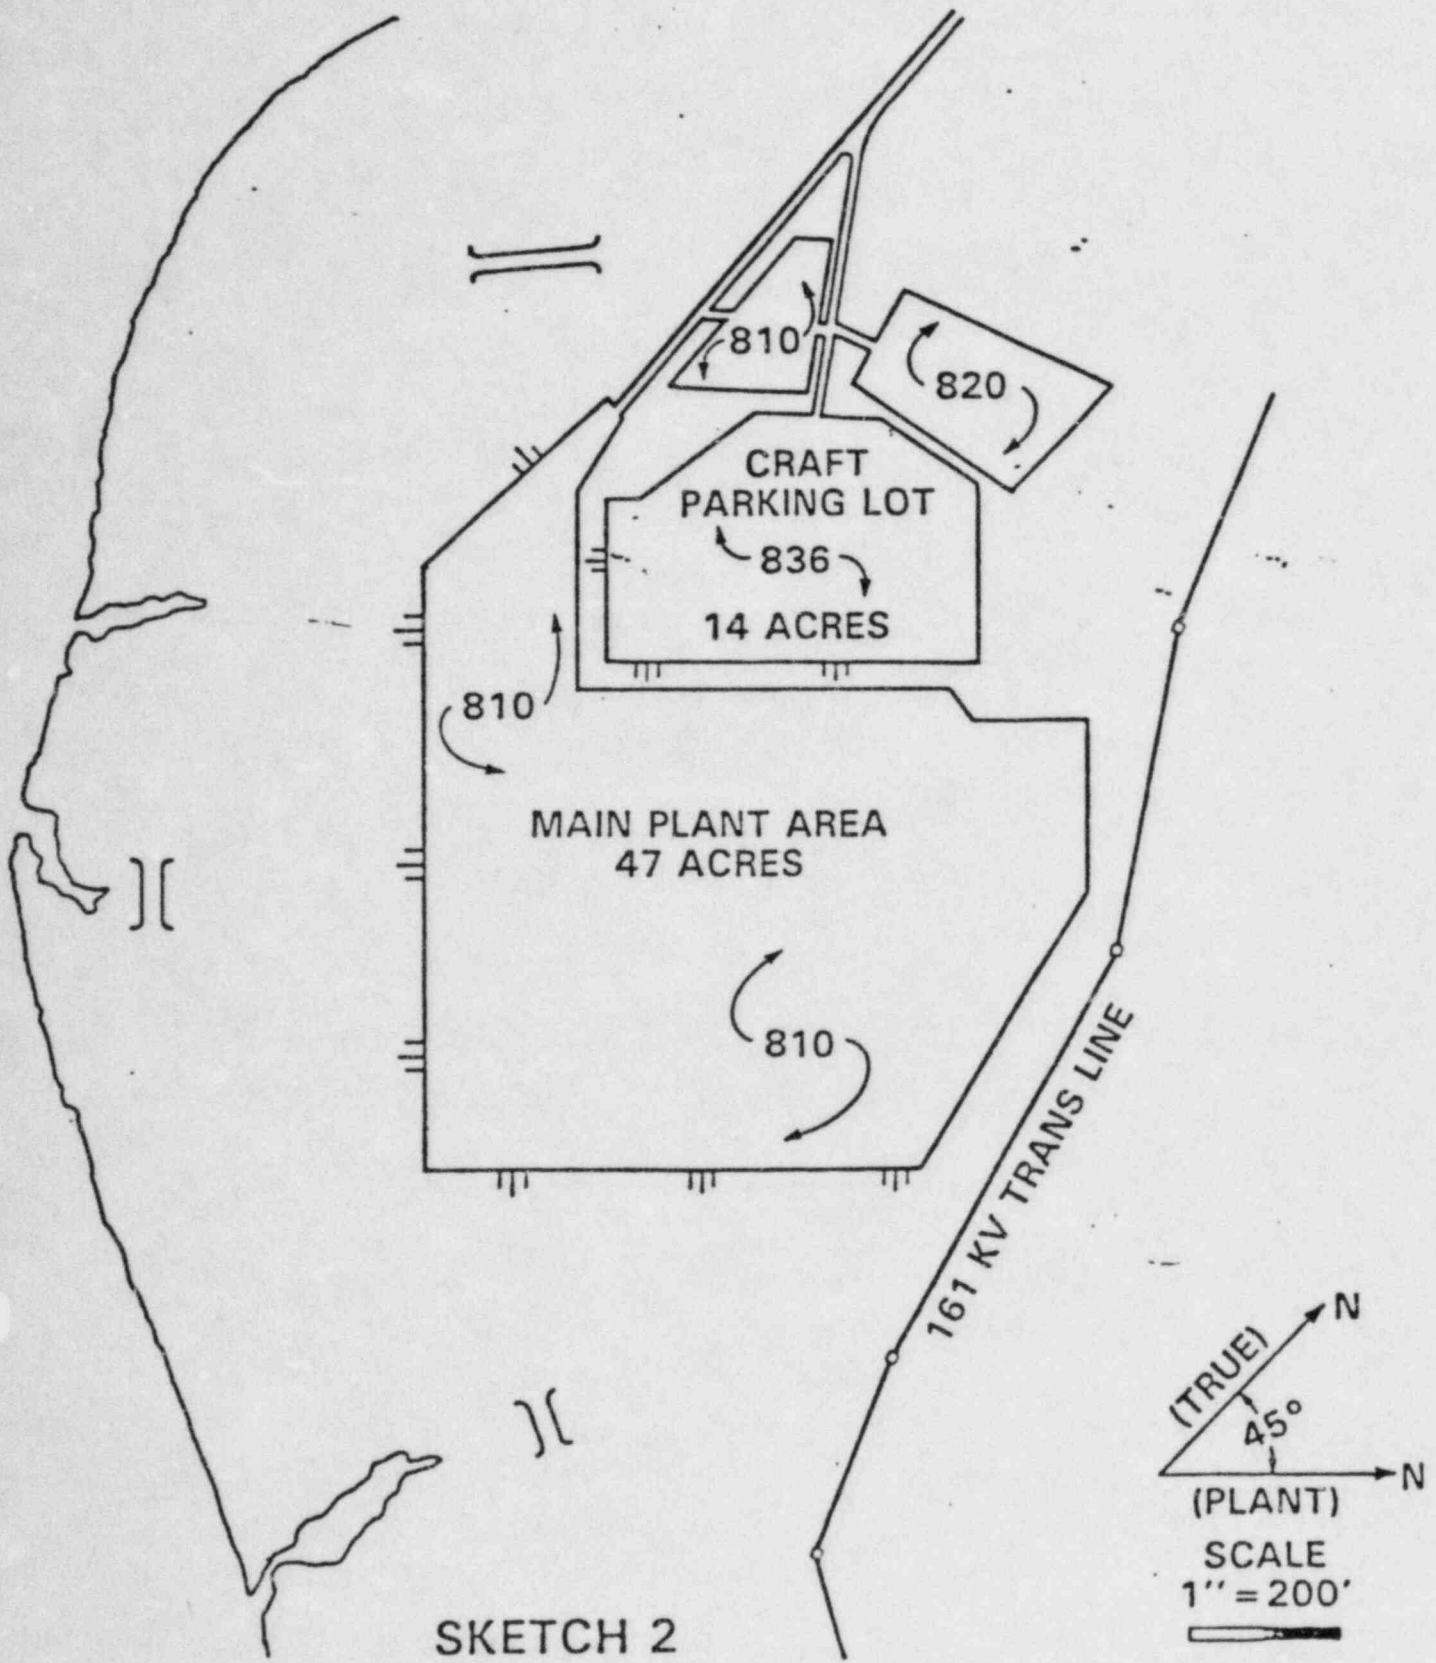 810
820
CRAFT
PARKING LOT
836
14 ACRES
810
MAIN PLANT AREA
47 ACRES
810
161 KV TRANS LINE
N
(TRUE)
45°
N
(PLANT)
SCALE
1" = 200'
SKETCH 2